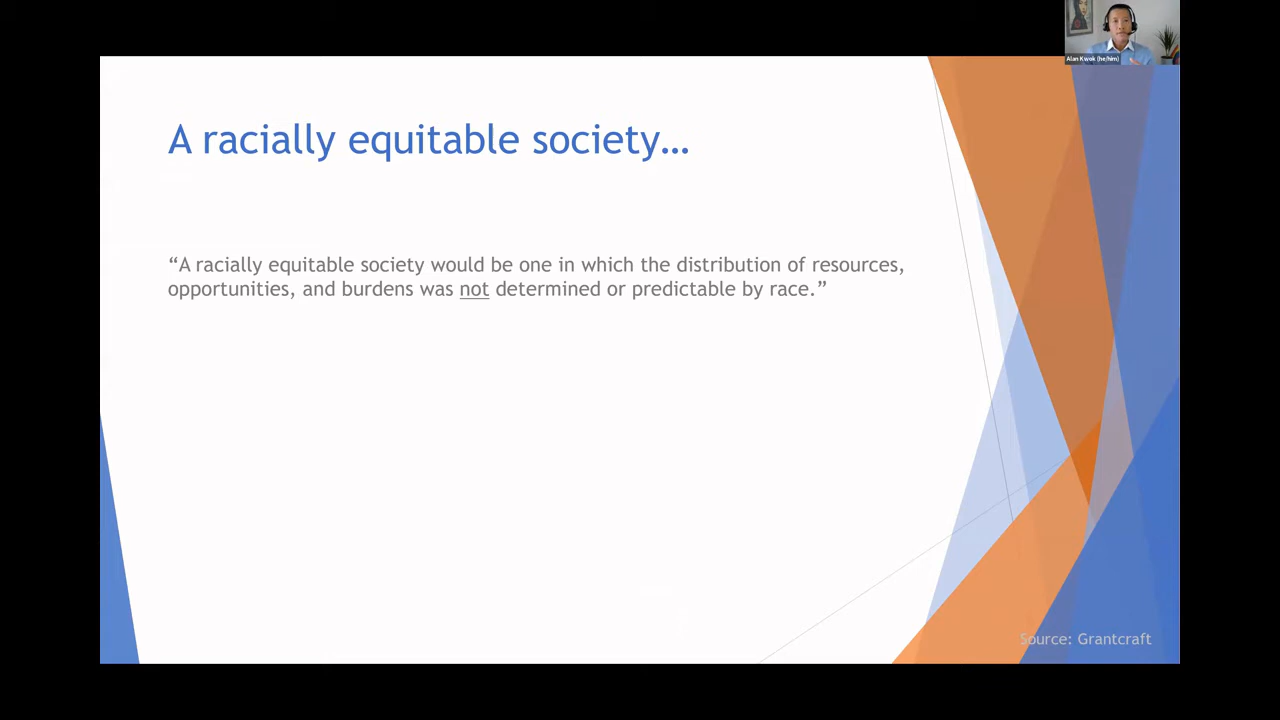 Alan Kwok (he/him)
A racially equitable society…
“A racially equitable society would be one in which the distribution of resources,
opportunities, and burdens was not determined or predictable by race.”
Source: Grantcraft